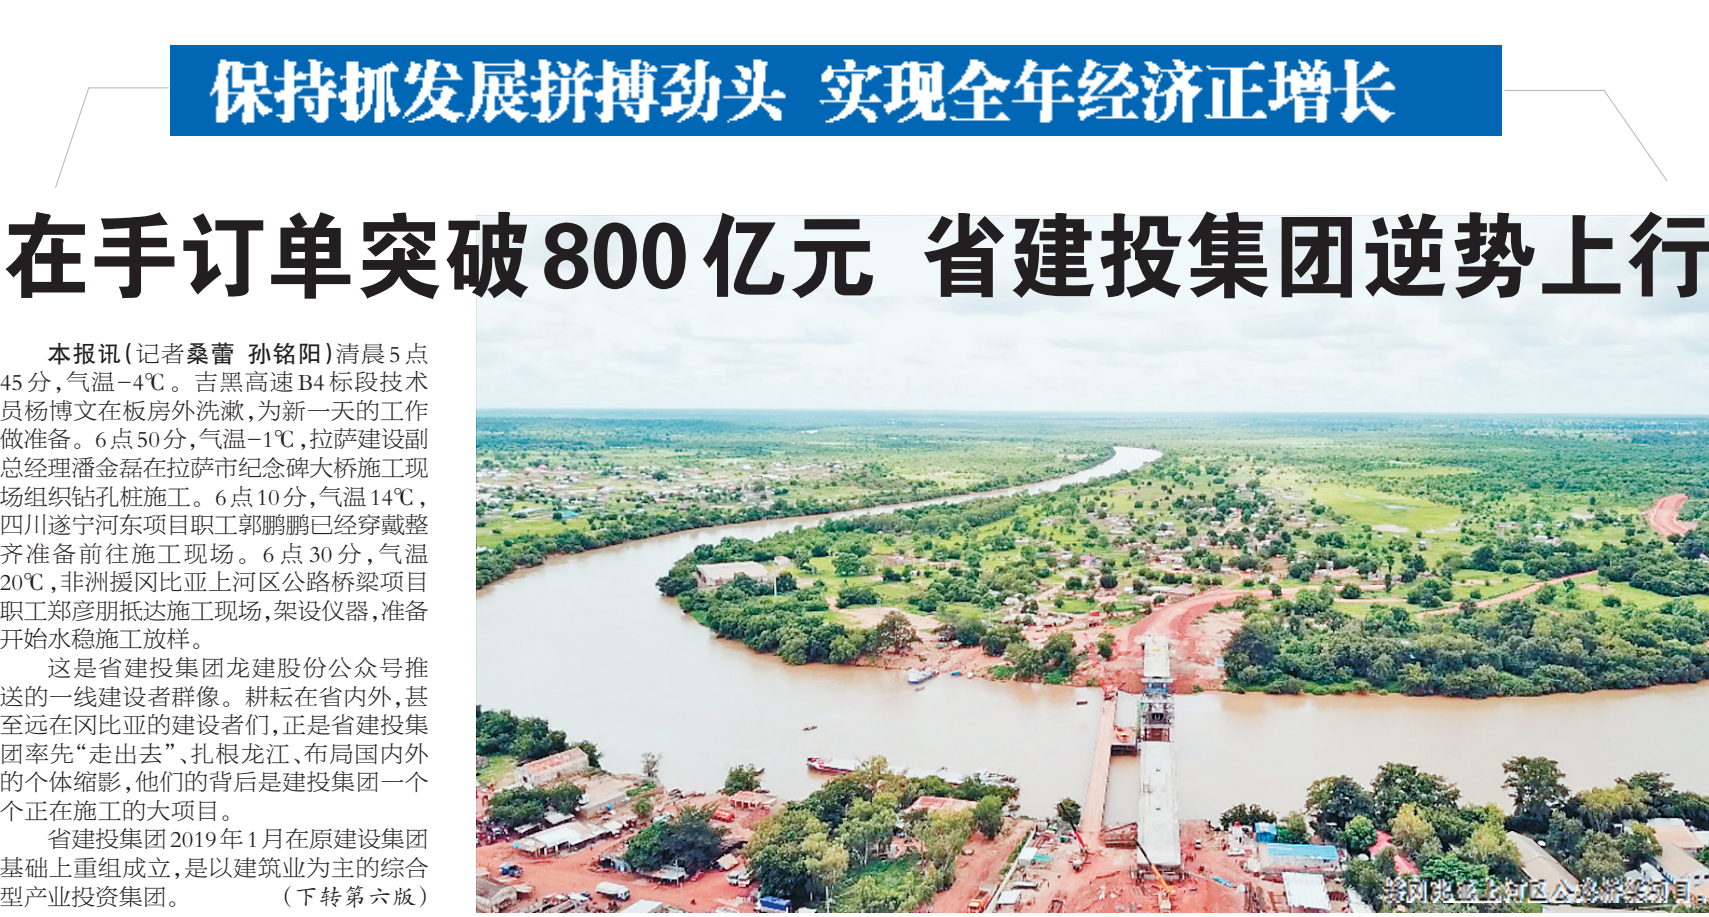 保持抓发展拼搏劲头 实现全年经济正增长
在手订单突破800亿元 省建投集团逆势上行
本报讯(记者桑蕾 孙铭阳)清晨5点
45分,气温-4℃。吉黑高速B4标段技术
员杨博文在板房外洗漱,为新一天的工作
做准备。6点50分,气温-1℃,拉萨建设副
总经理潘金磊在拉萨市纪念碑大桥施工现
场组织钻孔桩施工。6点10分,气温14℃,
四川遂宁河东项目职工郭鹏鹏已经穿戴整
齐准备前往施工现场。6点30分,气温
20℃,非洲援冈比亚上河区公路桥梁项目
职工郑彦朋抵达施工现场,架设仪器,准备
开始水稳施工放样。
这是省建投集团龙建股份公众号推
送的一线建设者群像。耕耘在省内外,甚
至远在冈比亚的建设者们,正是省建投集
团率先“走出去”、扎根龙江、布局国内外
的个体缩影,他们的背后是建投集团一个
个正在施工的大项目。
省建投集团2019年1月在原建设集团
基础上重组成立,是以建筑业为主的综合
型产业投资集团。 (下转第六版)
援冈比亚上河区公路桥梁项目